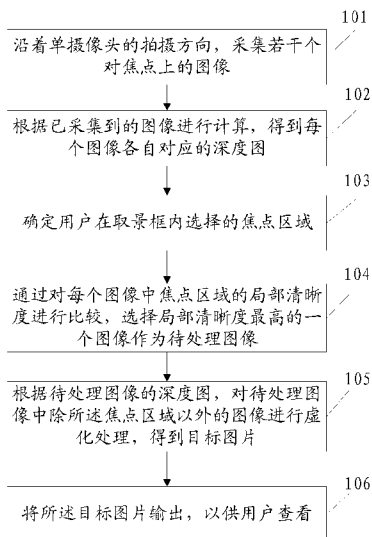 101
沿着单摄像头的拍摄方向，采集若干个
对焦点上的图像
102
根据已采集到的图像进行计算，得到每
个图像各自对应的深度图
103
确定用户在取景框内选择的焦点区域
104
通过对每个图像中焦点区域的局部清晰
度进行比较，选择局部清晰度最高的一
个图像作为待处理图像
105
根据待处理图像的深度图，对待处理图
像中除所述焦点区域以外的图像进行虚
化处理，得到目标图片
106
将所述目标图片输出，以供用户查看